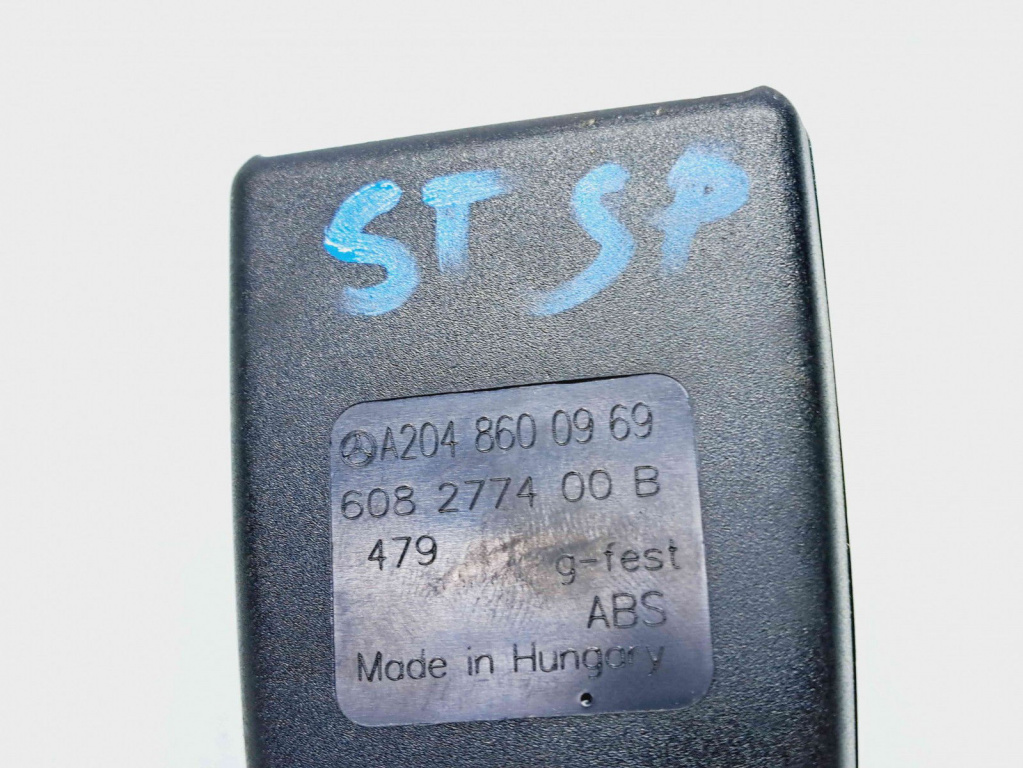 ST SP
A204 860 09 69
608 2774 00 B
479 g-fest
ABS
Made in Hungary